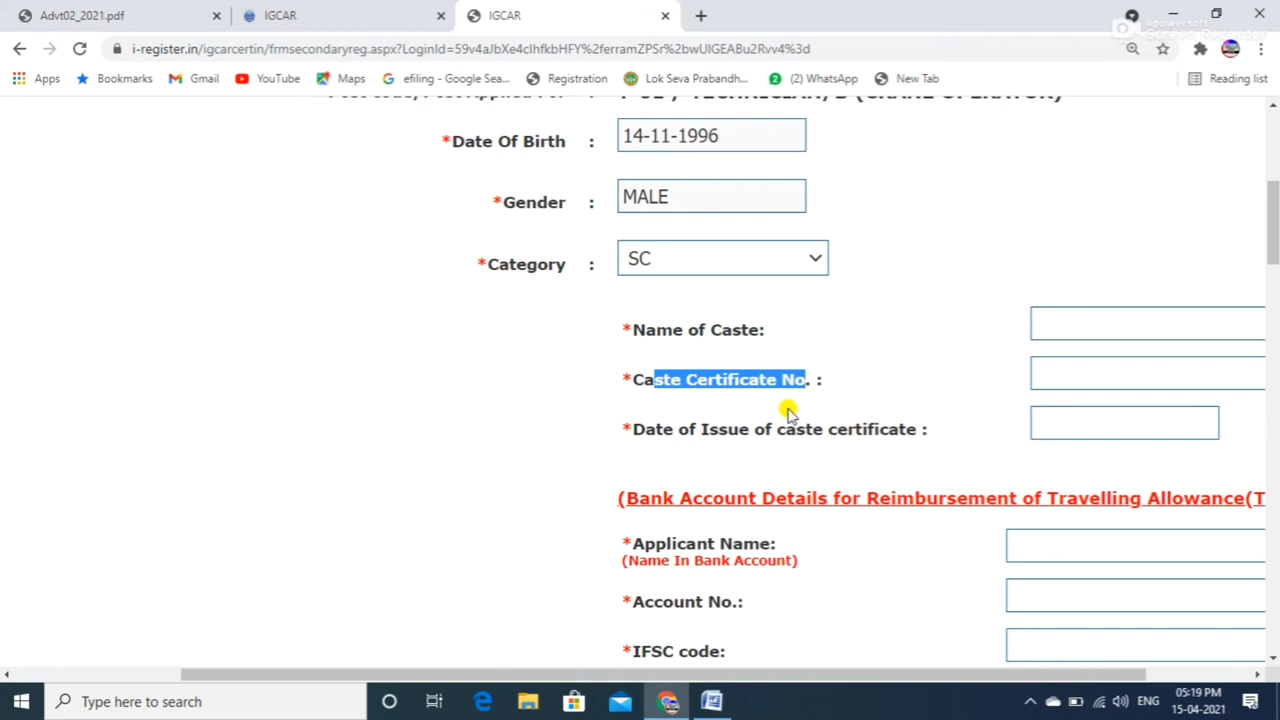 Advt02_2021.pdf
IGCAR
IGCAR
Apowersoft
Screen Recorder
i-register.in/igcarcertin/frmsecondaryreg.aspx?LoginId=59v4aJbXe4clhfkbHFY%2ferramZPSr%2bwUIGEABu2Rvv4%3d
Apps
Bookmarks
Gmail
YouTube
Maps
efiling - Google Sea...
Registration
Lok Seva Prabandh...
(2) WhatsApp
New Tab
Reading list
*Date Of Birth : 14-11-1996
*Gender : MALE
*Category : SC
*Name of Caste:
*Caste Certificate No. :
*Date of Issue of caste certificate :
(Bank Account Details for Reimbursement of Travelling Allowance(T
*Applicant Name:
(Name In Bank Account)
*Account No.:
*IFSC code:
Type here to search
ENG
05:19 PM
15-04-2021